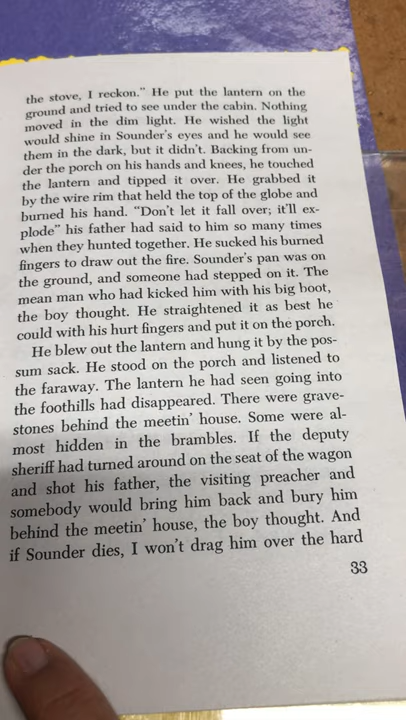 the stove, I reckon.” He put the lantern on the
ground and tried to see under the cabin. Nothing
moved in the dim light. He wished the light
would shine in Sounder’s eyes and he would see
them in the dark, but it didn’t. Backing from un-
der the porch on his hands and knees, he touched
the lantern and tipped it over. He grabbed it
by the wire rim that held the top of the globe and
burned his hand. “Don’t let it fall over; it’ll ex-
plode” his father had said to him so many times
when they hunted together. He sucked his burned
fingers to draw out the fire. Sounder’s pan was on
the ground, and someone had stepped on it. The
mean man who had kicked him with his big boot,
the boy thought. He straightened it as best he
could with his hurt fingers and put it on the porch.
He blew out the lantern and hung it by the pos-
sum sack. He stood on the porch and listened to
the faraway. The lantern he had seen going into
the foothills had disappeared. There were grave-
stones behind the meetin’ house. Some were al-
most hidden in the brambles. If the deputy
sheriff had turned around on the seat of the wagon
and shot his father, the visiting preacher and
somebody would bring him back and bury him
behind the meetin’ house, the boy thought. And
if Sounder dies, I won’t drag him over the hard
33